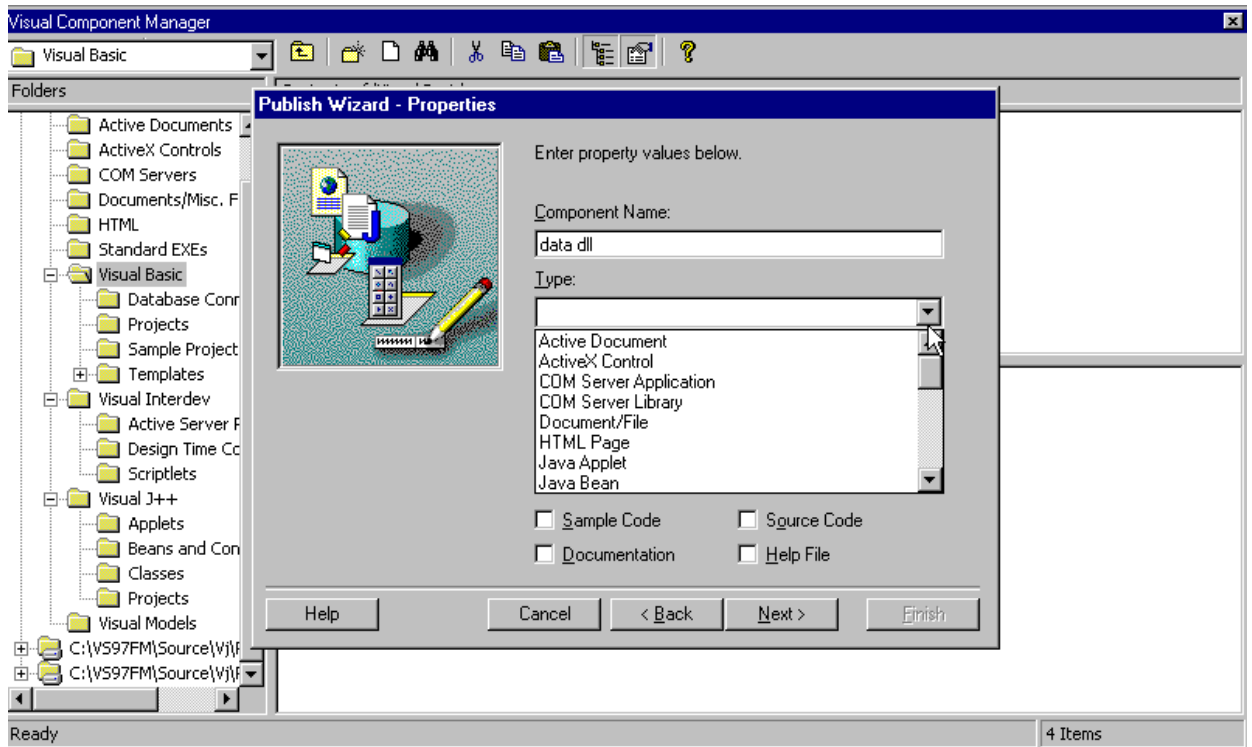 Visual Component Manager
Visual Basic
Folders
Active Documents
ActiveX Controls
COM Servers
Documents/Misc. F
HTML
Standard EXEs
Visual Basic
Database Conr
Projects
Sample Project
Templates
Visual Interdev
Active Server F
Design Time Co
Scriptlets
Visual J++
Applets
Beans and Con
Classes
Projects
Visual Models
C:\VS97FM\Source\Vj\F
C:\VS97FM\Source\Vj\F
Publish Wizard - Properties
Enter property values below.
Component Name:
data dll
Type:
Active Document
ActiveX Control
COM Server Application
COM Server Library
Document/File
HTML Page
Java Applet
Java Bean
Sample Code Source Code
Documentation Help File
Help Cancel < Back Next > Finish
Ready 4 Items